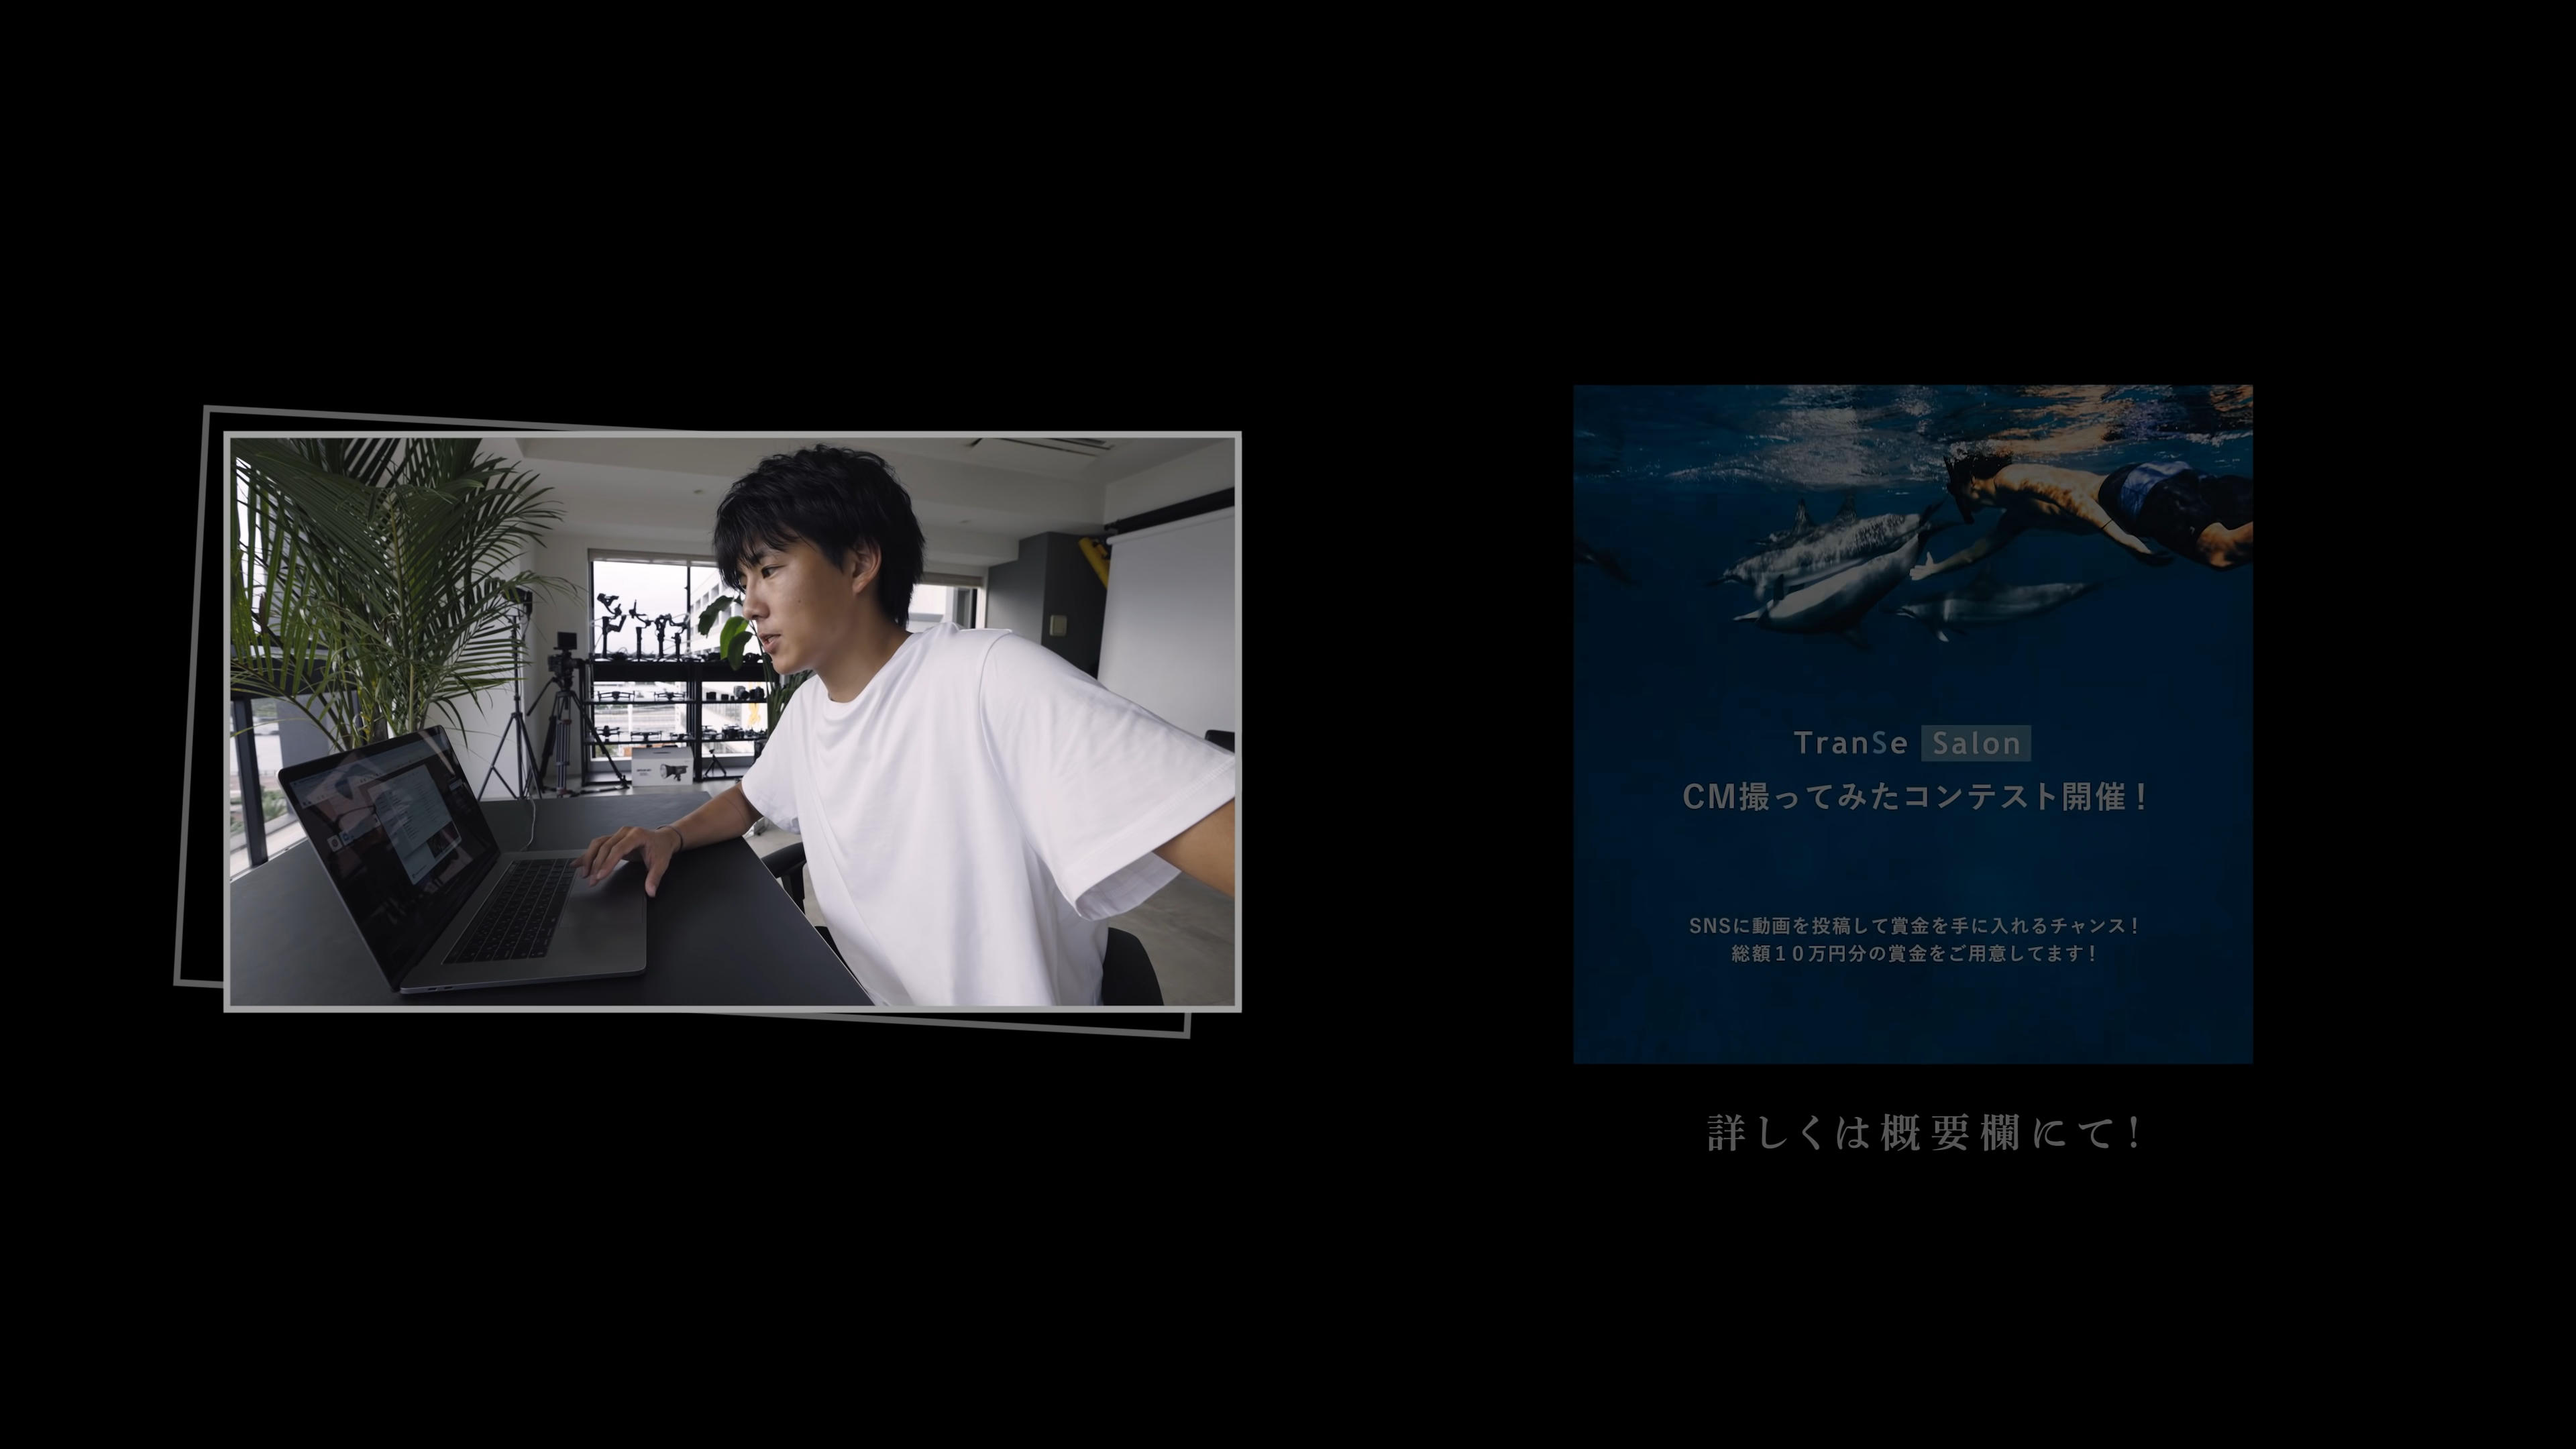 TranSe Salon
CM撮ってみたコンテスト開催！
SNSに動画を投稿して賞金を手に入れるチャンス！
総額１０万円分の賞金をご用意してます！
詳しくは概要欄にて！